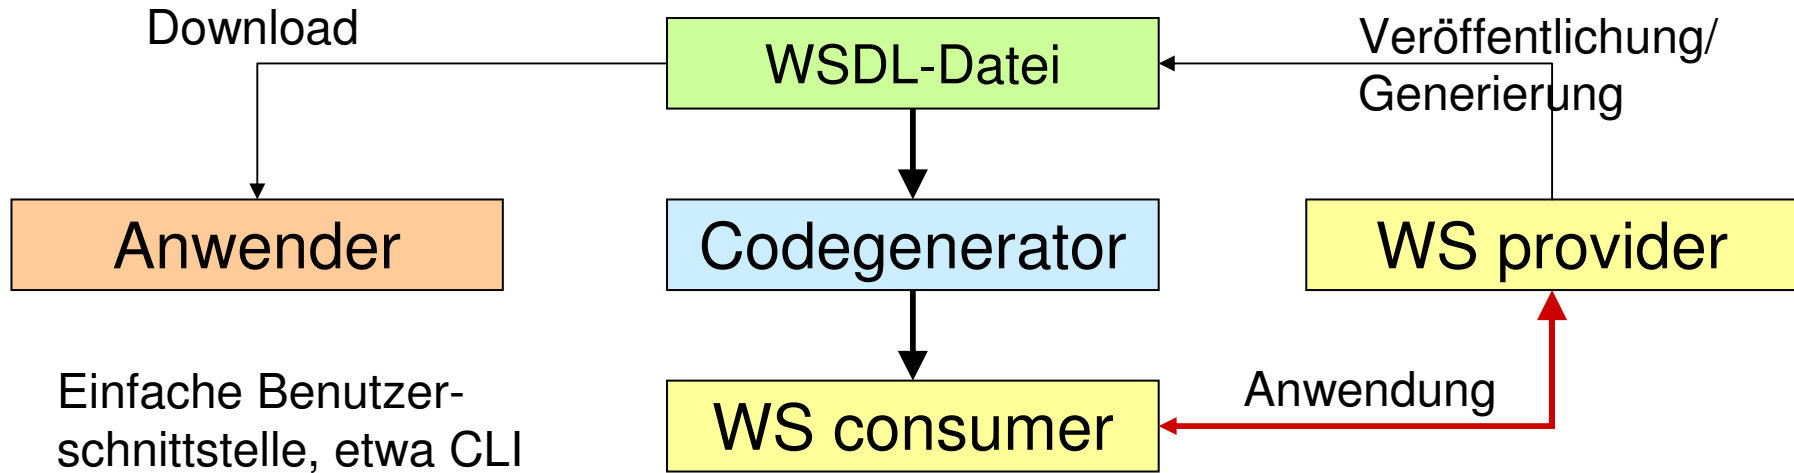 Download
WSDL-Datei
Veröffentlichung/
Generierung
Anwender
Codegenerator
WS provider
Einfache Benutzer-
schnittstelle, etwa CLI
WS consumer
Anwendung